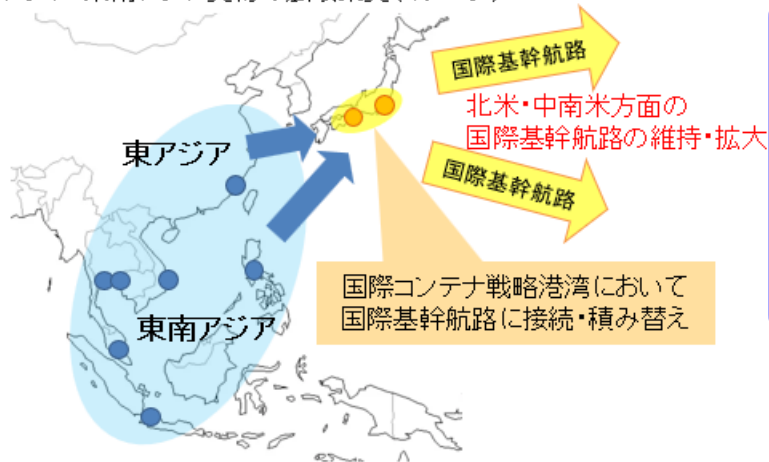 国際基幹航路
北米・中南米方面の
国際基幹航路の維持・拡大
東アジア
国際基幹航路
国際コンテナ戦略港湾において
国際基幹航路に接続・積み替え
東南アジア